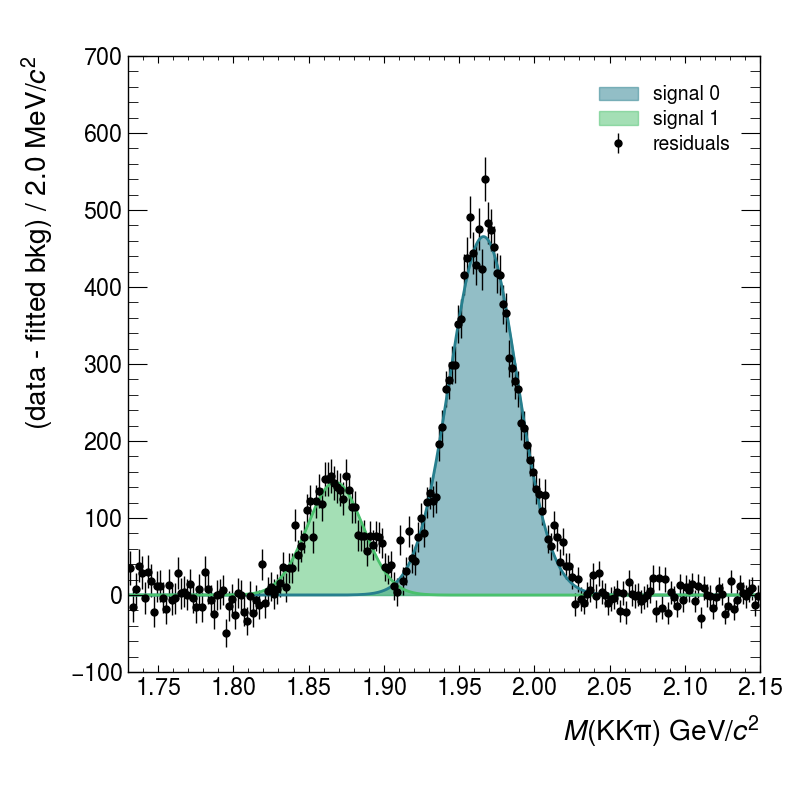 (data - fitted bkg) / 2.0 MeV/c²
700
600
500
400
300
200
100
0
−100
signal 0
signal 1
residuals
1.75 1.80 1.85 1.90 1.95 2.00 2.05 2.10 2.15
M(KKπ) GeV/c²